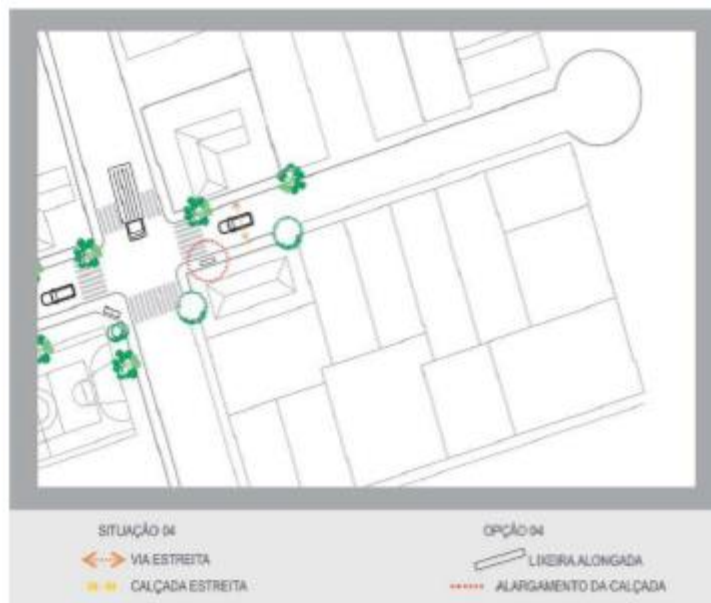 SITUAÇÃO 04
VIA ESTREITA
CALÇADA ESTREITA
OPÇÃO 04
LIXEIRA ALONGADA
ALARGAMENTO DA CALÇADA